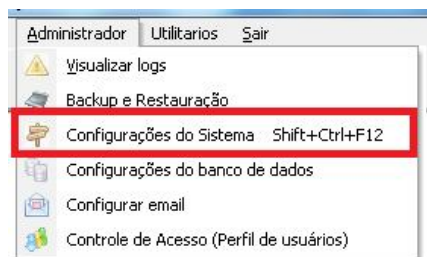 Administrador Utilitarios Sair
Visualizar logs
Backup e Restauração
Configurações do Sistema Shift+Ctrl+F12
Configurações do banco de dados
Configurar email
Controle de Acesso (Perfil de usuários)